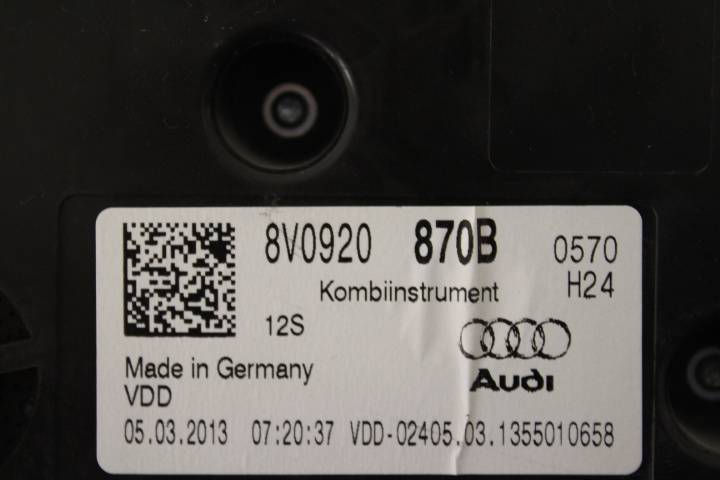 8V0920 870B 0570
Kombiinstrument H24
12S
Audi
Made in Germany
VDD
05.03.2013 07:20:37 VDD-02405.03.1355010658